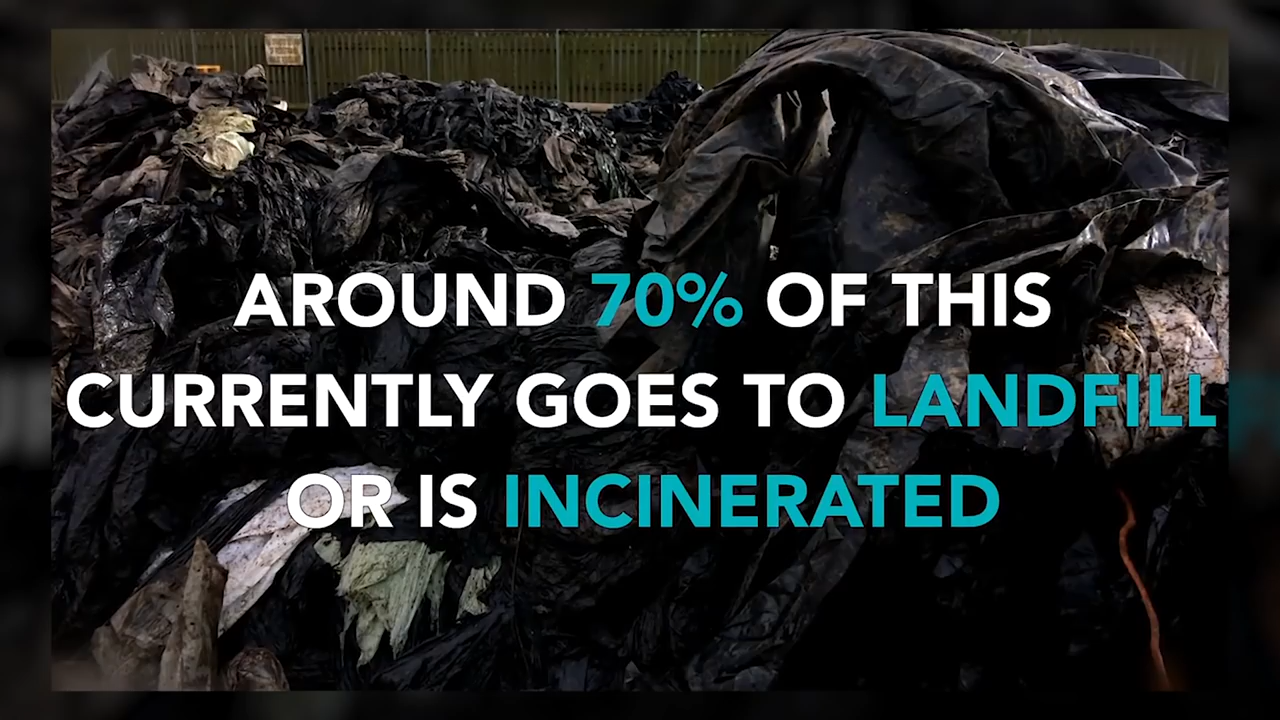 AROUND 70% OF THIS
CURRENTLY GOES TO LANDFILL
OR IS INCINERATED